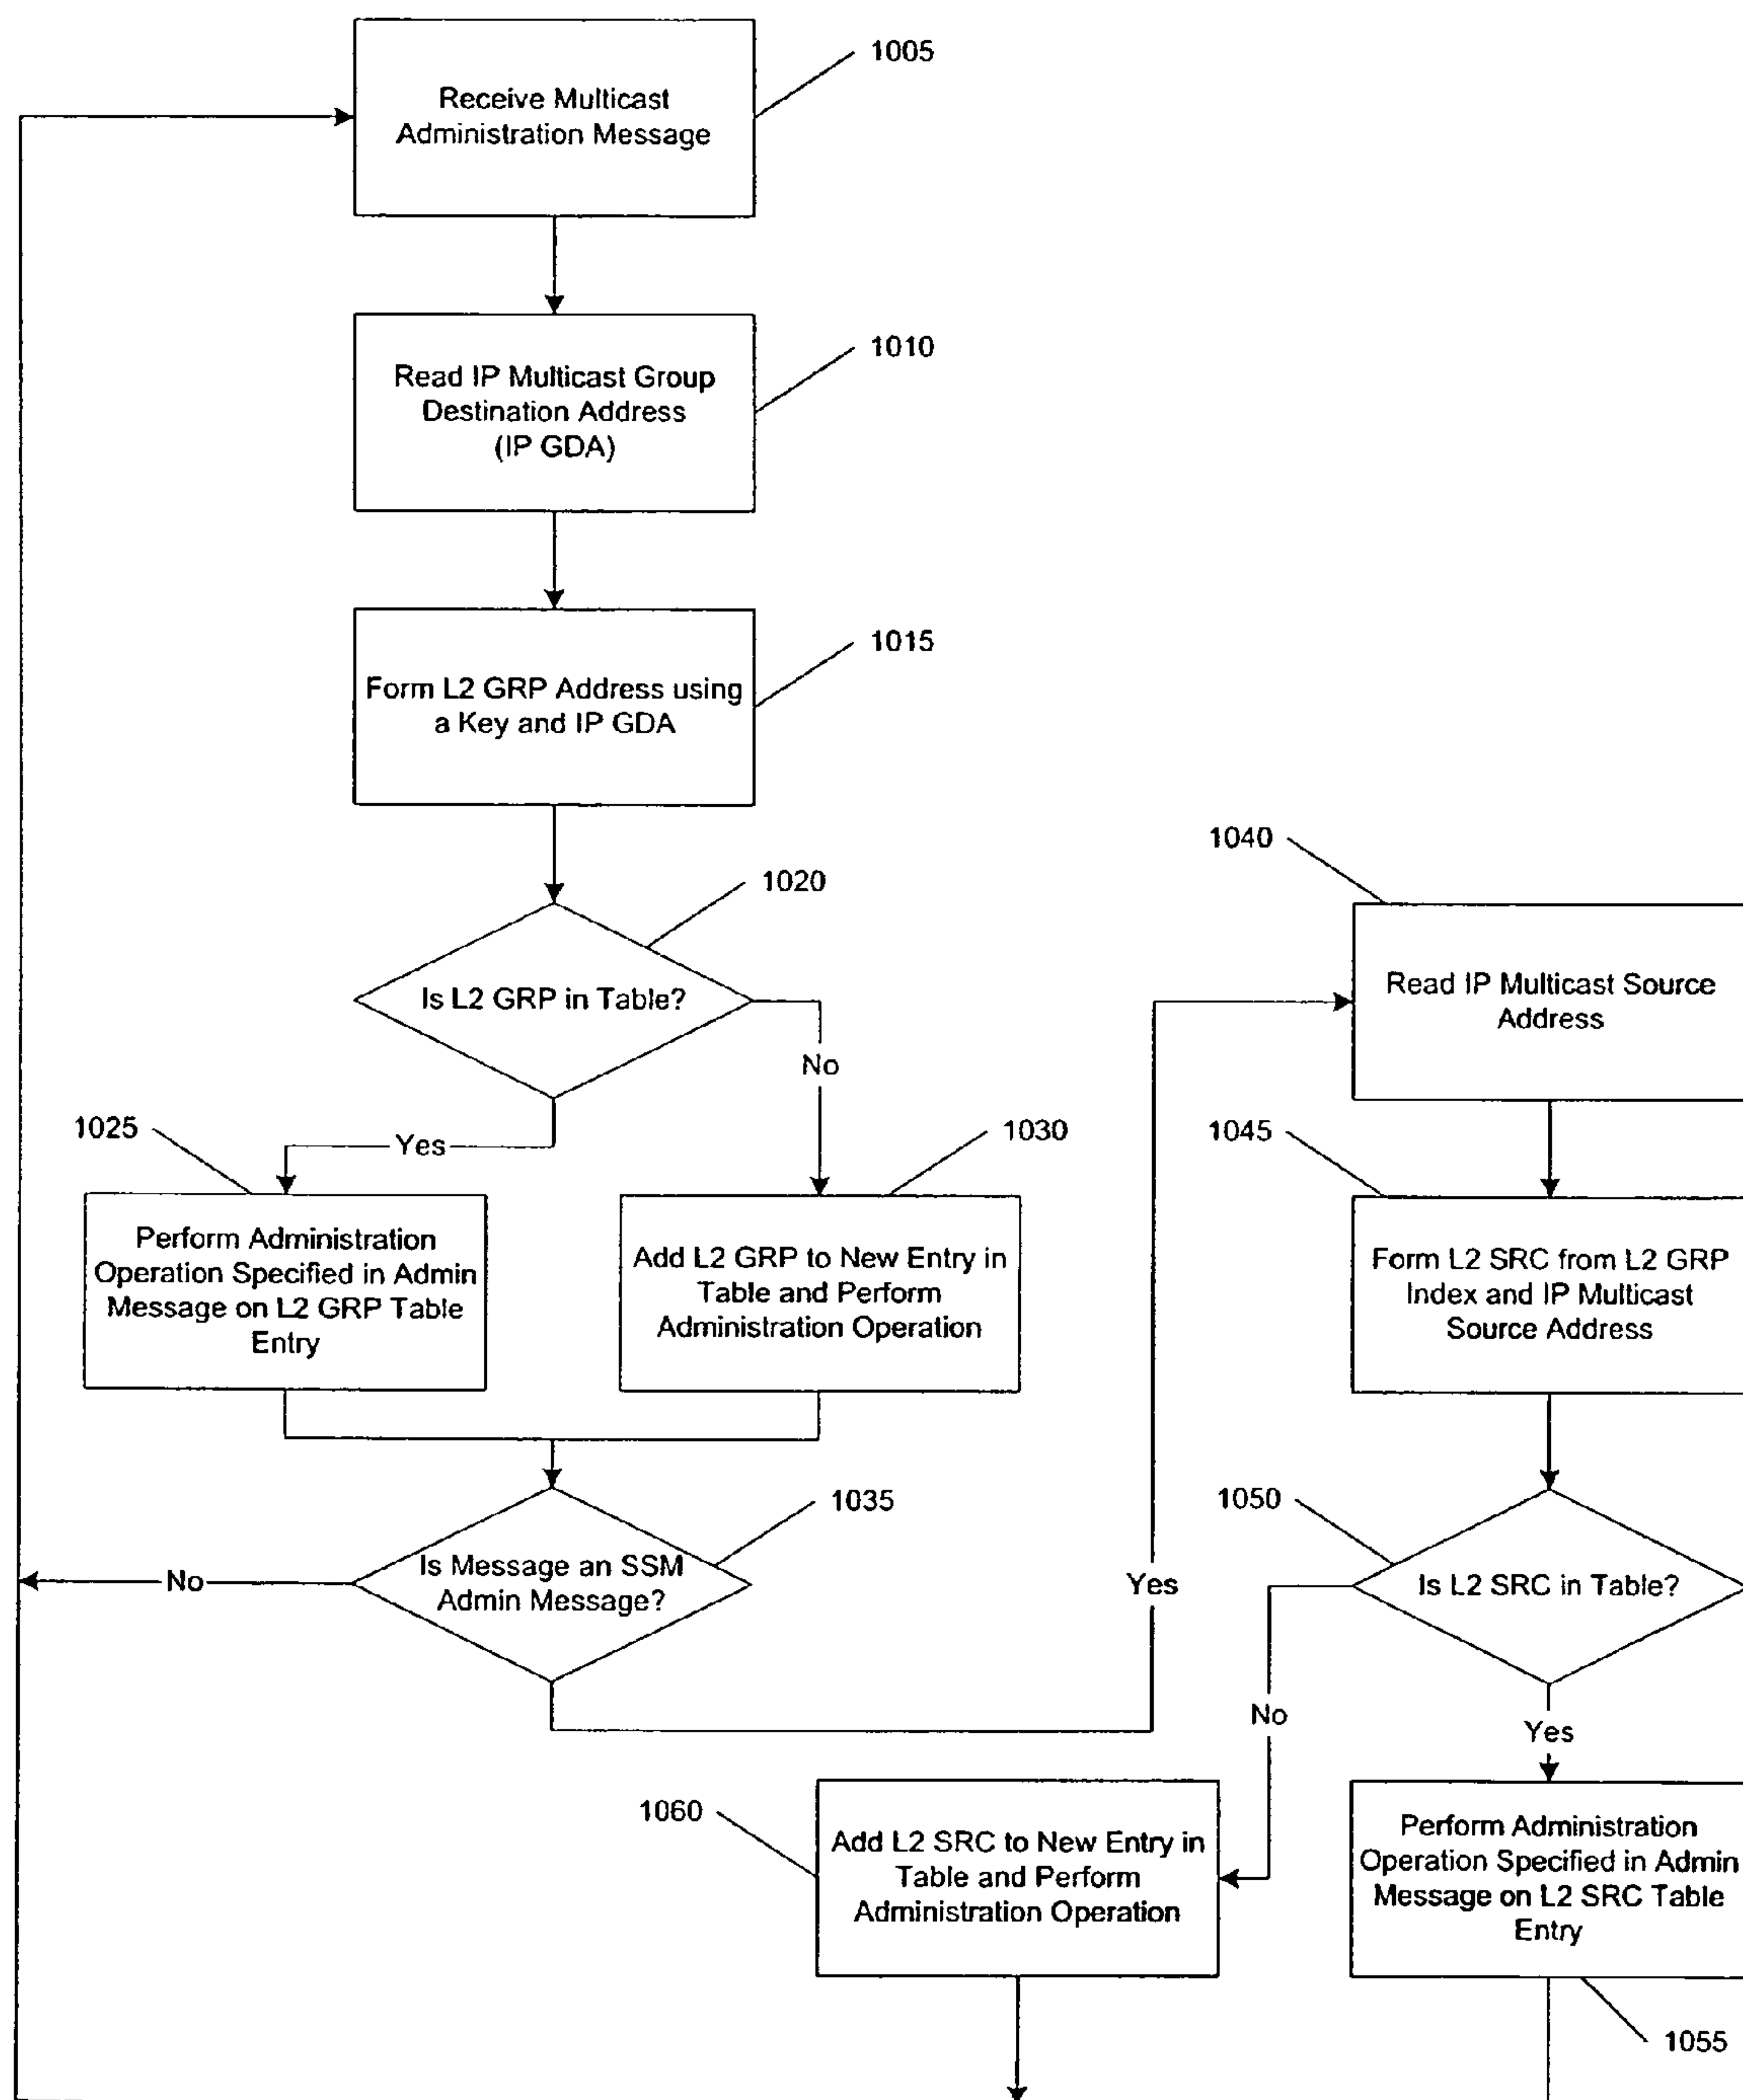 1005
Receive Multicast
Administration Message
1010
Read IP Multicast Group
Destination Address
(IP GDA)
1015
Form L2 GRP Address using
a Key and IP GDA
1020
Is L2 GRP in Table?
No
Yes
1025
Perform Administration
Operation Specified in Admin
Message on L2 GRP Table
Entry
1030
Add L2 GRP to New Entry in
Table and Perform
Administration Operation
1035
Is Message an SSM
Admin Message?
No
Yes
1040
Read IP Multicast Source
Address
1045
Form L2 SRC from L2 GRP
Index and IP Multicast
Source Address
1050
Is L2 SRC in Table?
No
Yes
1060
Add L2 SRC to New Entry in
Table and Perform
Administration Operation
Perform Administration
Operation Specified in Admin
Message on L2 SRC Table
Entry
1055